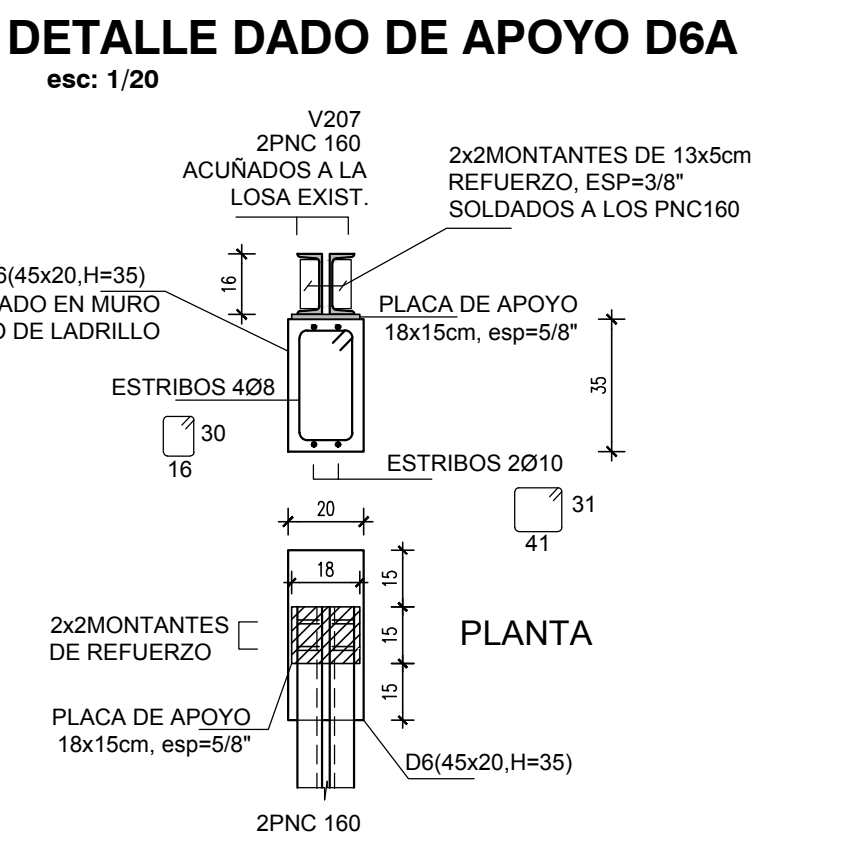 DETALLE DADO DE APOYO D6A
esc: 1/20
V207
2PNC 160
ACUÑADOS A LA
LOSA EXIST.
2x2MONTANTES DE 13x5cm
REFUERZO, ESP=3/8"
SOLDADOS A LOS PNC160
6(45x20,H=35)
ADO EN MURO
O DE LADRILLO
16
PLACA DE APOYO
18x15cm, esp=5/8"
35
ESTRIBOS 4Ø8
30
16
ESTRIBOS 2Ø10
31
41
20
18
15
15
15
2x2MONTANTES
DE REFUERZO
PLANTA
PLACA DE APOYO
18x15cm, esp=5/8"
D6(45x20,H=35)
2PNC 160